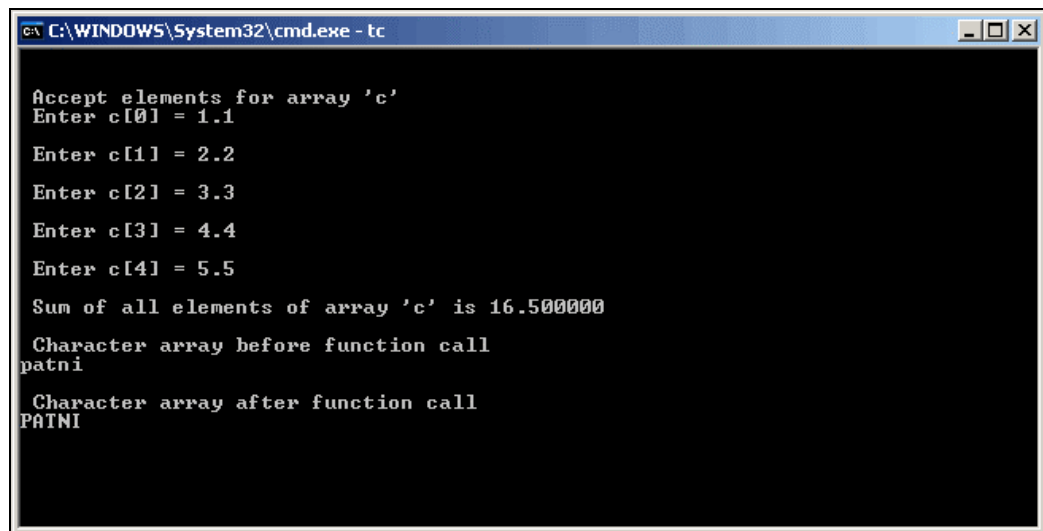 C:\WINDOWS\System32\cmd.exe - tc
Accept elements for array 'c'
Enter c[0] = 1.1
Enter c[1] = 2.2
Enter c[2] = 3.3
Enter c[3] = 4.4
Enter c[4] = 5.5
Sum of all elements of array 'c' is 16.500000
Character array before function call
patni
Character array after function call
PATNI